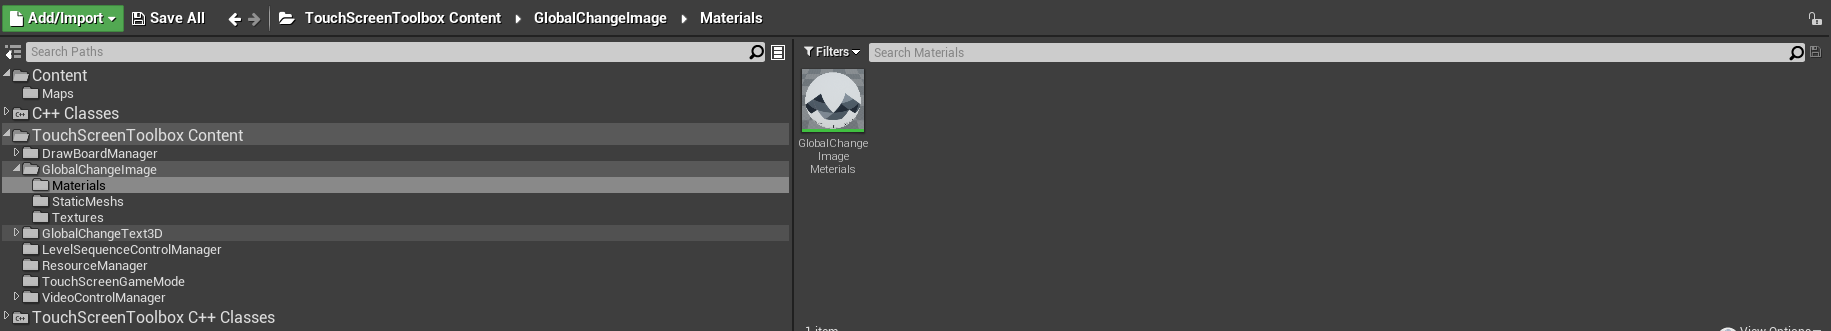 Add/Import Save All TouchScreenToolbox Content GlobalChangeImage Materials
Search Paths
Content
Maps
C++ Classes
TouchScreenToolbox Content
DrawBoardManager
GlobalChangeImage
Materials
StaticMeshs
Textures
GlobalChangeText3D
LevelSequenceControlManager
ResourceManager
TouchScreenGameMode
VideoControlManager
TouchScreenToolbox C++ Classes
Filters Search Materials
GlobalChange
Image
Meterials
1 item View Options